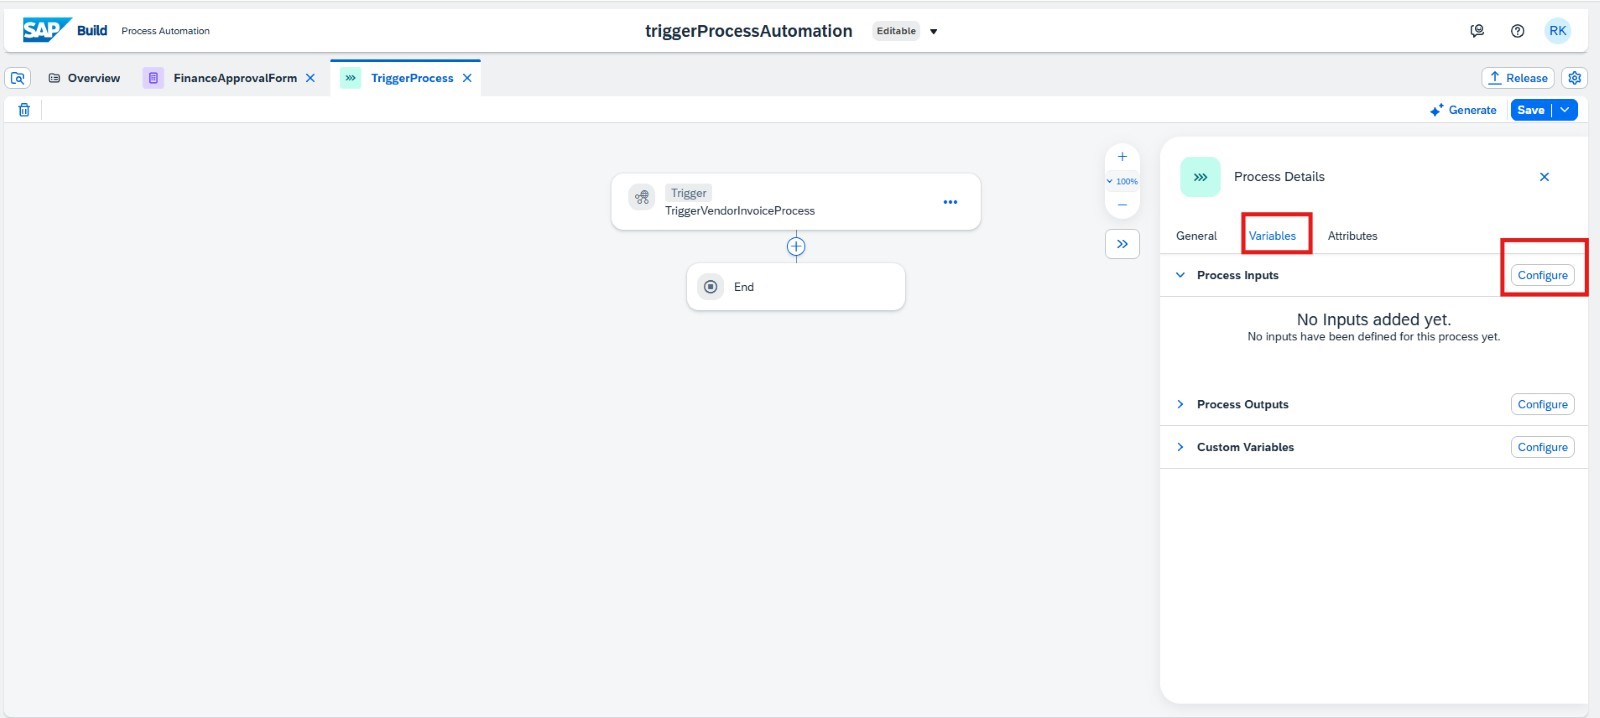 SAP Build Process Automation
triggerProcessAutomation Editable
RK
Overview FinanceApprovalForm TriggerProcess Release
Generate Save
Trigger
TriggerVendorInvoiceProcess
End
100%
Process Details
General Variables Attributes
Process Inputs Configure
No Inputs added yet.
No inputs have been defined for this process yet.
Process Outputs Configure
Custom Variables Configure